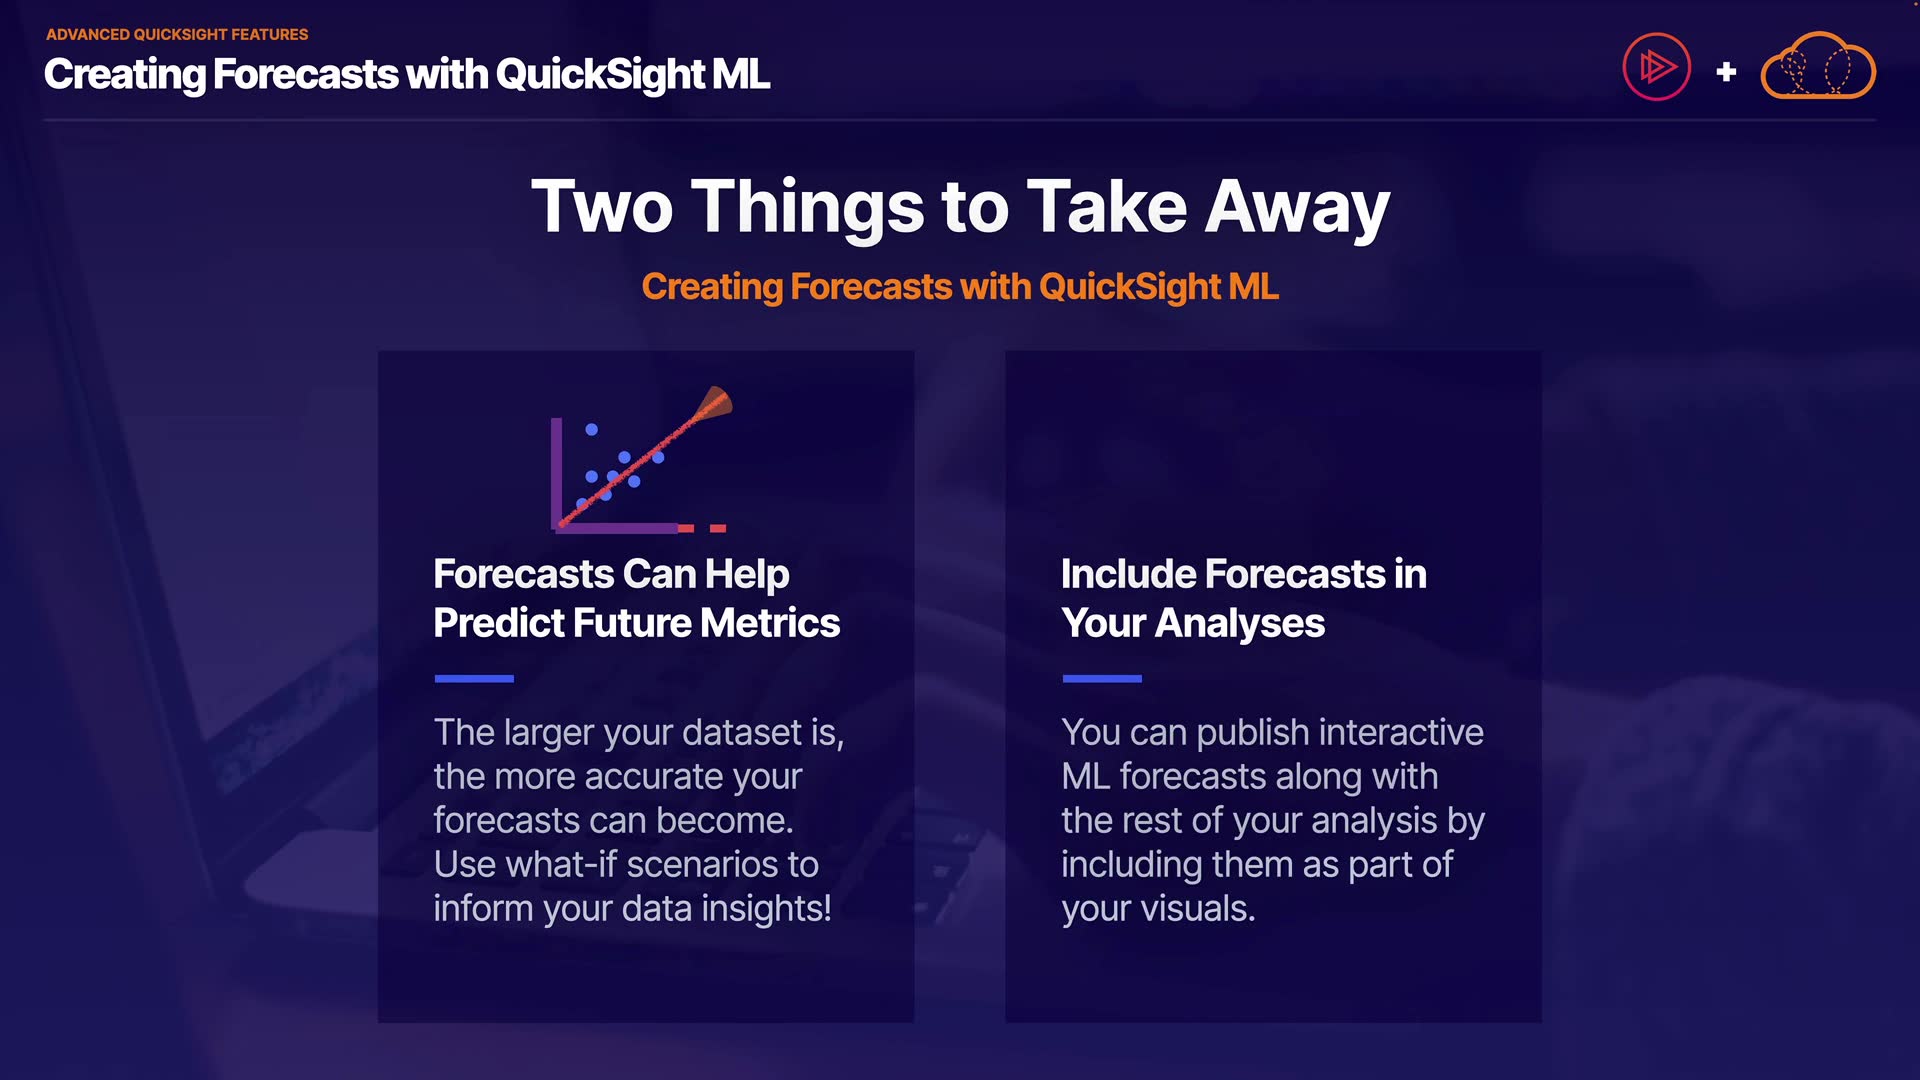 ADVANCED QUICKSIGHT FEATURES
Creating Forecasts with QuickSight ML
+
Two Things to Take Away
Creating Forecasts with QuickSight ML
Forecasts Can Help
Predict Future Metrics
The larger your dataset is,
the more accurate your
forecasts can become.
Use what-if scenarios to
inform your data insights!
Include Forecasts in
Your Analyses
You can publish interactive
ML forecasts along with
the rest of your analysis by
including them as part of
your visuals.